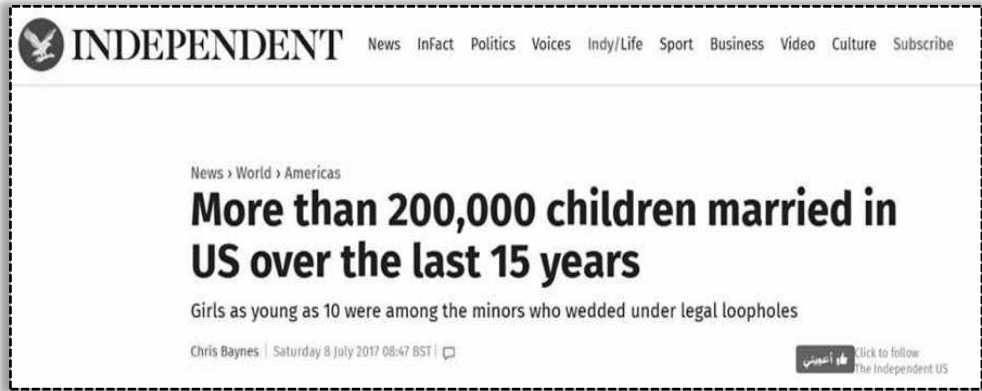 INDEPENDENT News InFact Politics Voices Indy/Life Sport Business Video Culture Subscribe
News › World › Americas
More than 200,000 children married in
US over the last 15 years
Girls as young as 10 were among the minors who wedded under legal loopholes
Chris Baynes | Saturday 8 July 2017 08:47 BST |
أعجبني Click to follow
The Independent US